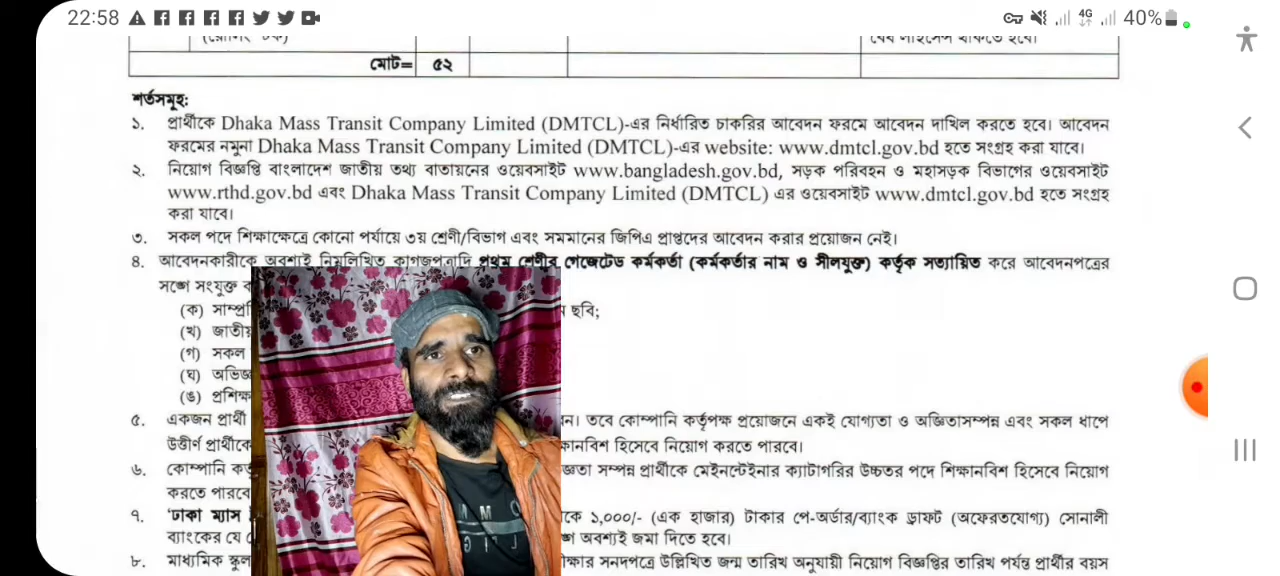 22:58
4G
40%
মোট= ৫২
শর্তসমূহ:
১. প্রার্থীকে Dhaka Mass Transit Company Limited (DMTCL)-এর নির্ধারিত চাকরির আবেদন ফরমে আবেদন দাখিল করতে হবে। আবেদন
ফরমের নমুনা Dhaka Mass Transit Company Limited (DMTCL)-এর website: www.dmtcl.gov.bd হতে সংগ্রহ করা যাবে।
২. নিয়োগ বিজ্ঞপ্তি বাংলাদেশ জাতীয় তথ্য বাতায়নের ওয়েবসাইট www.bangladesh.gov.bd, সড়ক পরিবহন ও মহাসড়ক বিভাগের ওয়েবসাইট
www.rthd.gov.bd এবং Dhaka Mass Transit Company Limited (DMTCL) এর ওয়েবসাইট www.dmtcl.gov.bd হতে সংগ্রহ
করা যাবে।
৩. সকল পদে শিক্ষাক্ষেত্রে কোনো পর্যায়ে ৩য় শ্রেণী/বিভাগ এবং সমমানের জিপিএ প্রাপ্তদের আবেদন করার প্রয়োজন নেই।
৪. আবেদনকারীকে অবশ্যই নিম্নলিখিত কাগজপত্রাদি প্রথম শ্রেণীর গেজেটেড কর্মকর্তা (কর্মকর্তার নাম ও সীলযুক্ত) কর্তৃক সত্যায়িত করে আবেদনপত্রের
সঙ্গে সংযুক্ত
(ক) ছবি;
(খ)
(গ) সকল
(ঘ)
(ঙ)
৫. একজন প্রার্থী তবে কোম্পানি কর্তৃপক্ষ প্রয়োজনে একই যোগ্যতা ও অজ্ঞিতাসম্পন্ন এবং সকল ধাপে
উত্তীর্ণ প্রার্থীকে হিসেবে নিয়োগ করতে পারবে।
৬. কোম্পানি সম্পন্ন প্রার্থীকে মেইনটেইনার ক্যাটাগরির উচ্চতর পদে শিক্ষানবিশ হিসেবে নিয়োগ
করতে পারবে
৭. 'ঢাকা ম্যাস ১,০০০/- (এক হাজার) টাকার পে-অর্ডার/ব্যাংক ড্রাফট (অফেরতযোগ্য) সোনালী
ব্যাংকের যে অবশ্যই জমা দিতে হবে।
৮. মাধ্যমিক স্কুল সনদপত্রে উল্লিখিত জন্ম তারিখ অনুযায়ী নিয়োগ বিজ্ঞপ্তির তারিখ পর্যন্ত প্রার্থীর বয়স